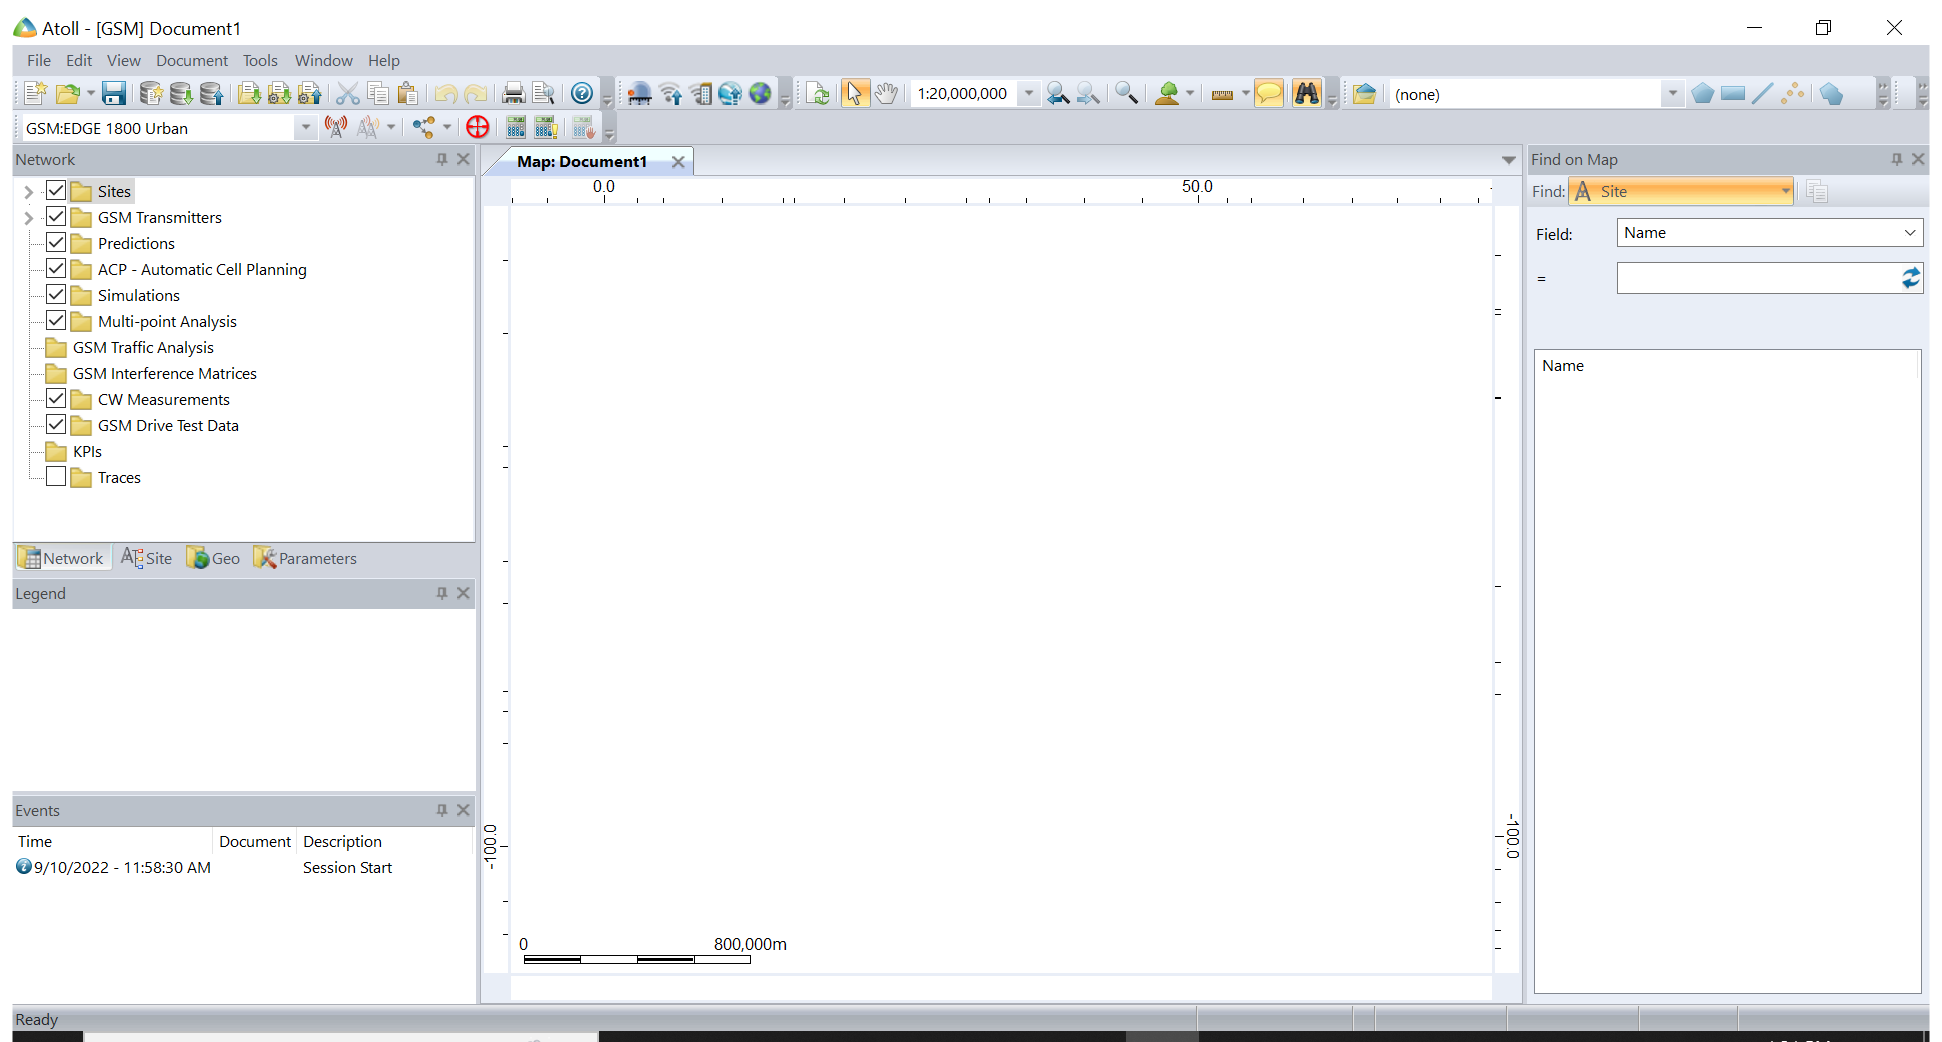 Atoll - [GSM] Document1
File Edit View Document Tools Window Help
1:20,000,000
(none)
GSM:EDGE 1800 Urban
Network
Sites
GSM Transmitters
Predictions
ACP - Automatic Cell Planning
Simulations
Multi-point Analysis
GSM Traffic Analysis
GSM Interference Matrices
CW Measurements
GSM Drive Test Data
KPIs
Traces
Network Site Geo Parameters
Legend
Events
Time Document Description
9/10/2022 - 11:58:30 AM Session Start
Map: Document1
0.0 50.0
-100.0
-100.0
0 800,000m
Find on Map
Find: Site
Field: Name
=
Name
Ready